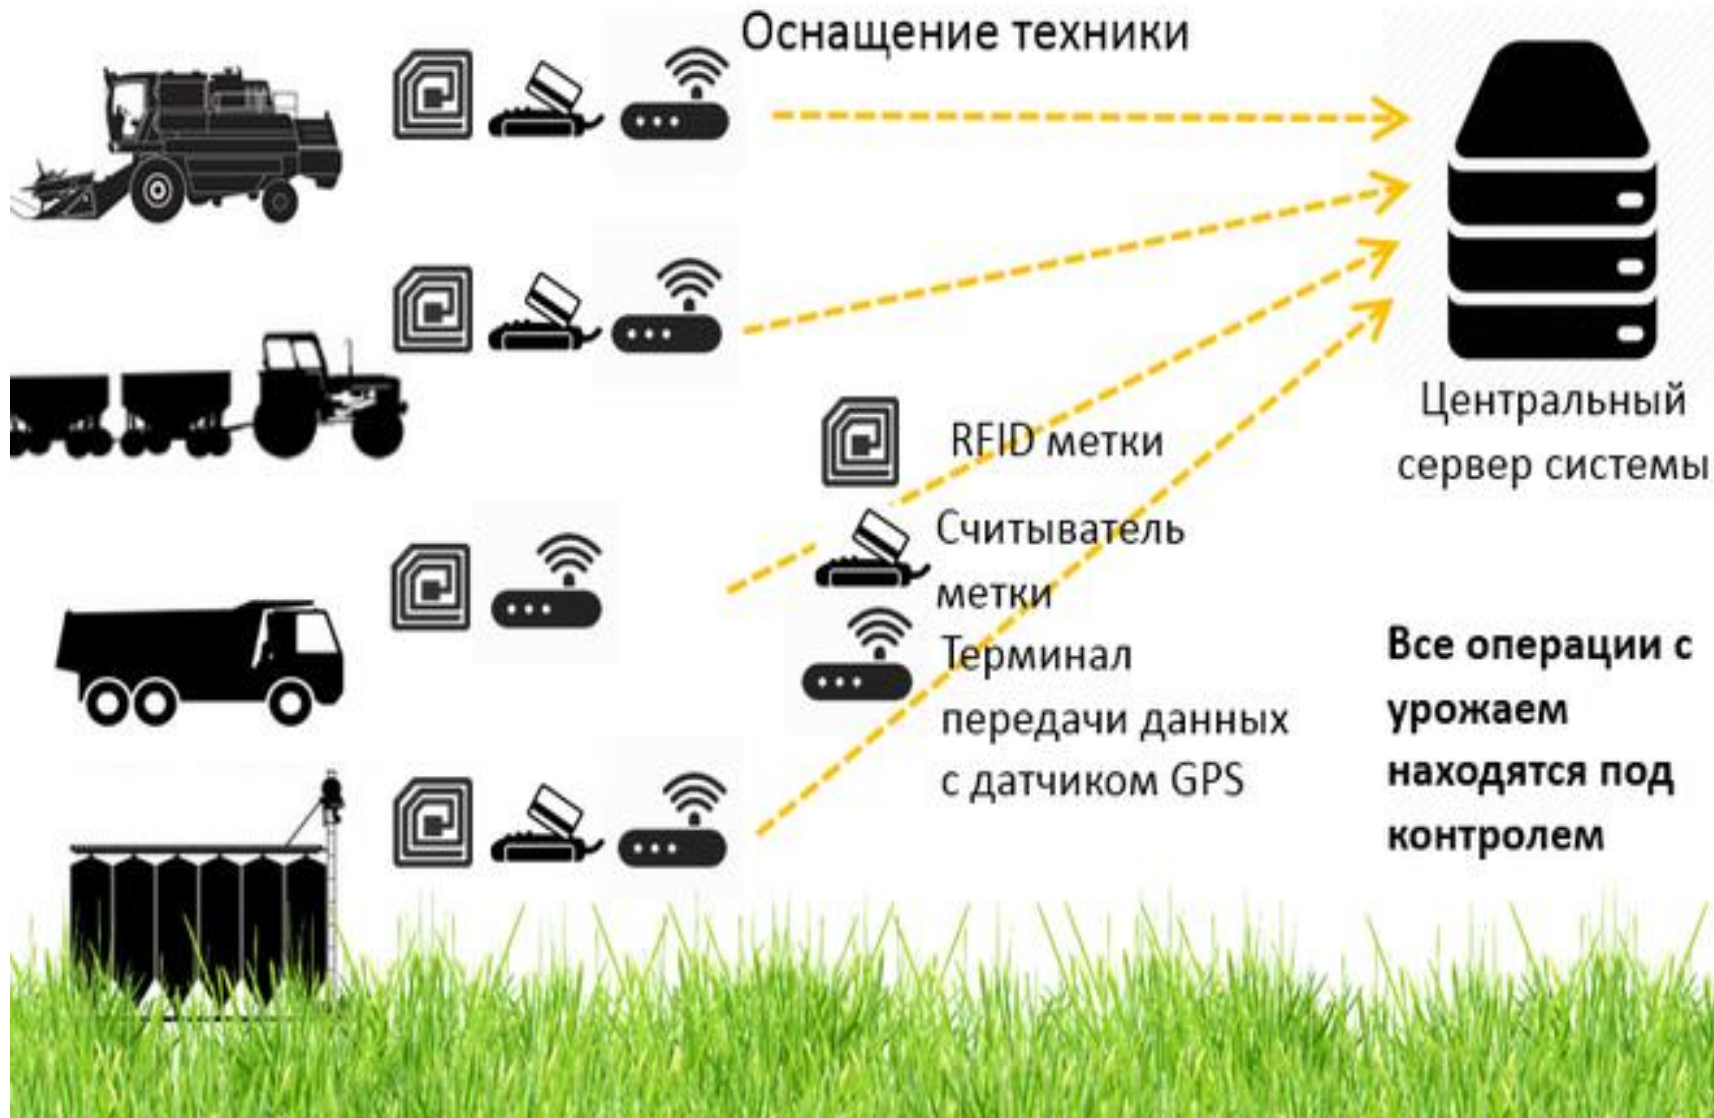 Оснащение техники
Центральный
сервер системы
RFID метки
Считыватель
метки
Терминал
передачи данных
с датчиком GPS
Все операции с
урожаем
находятся под
контролем